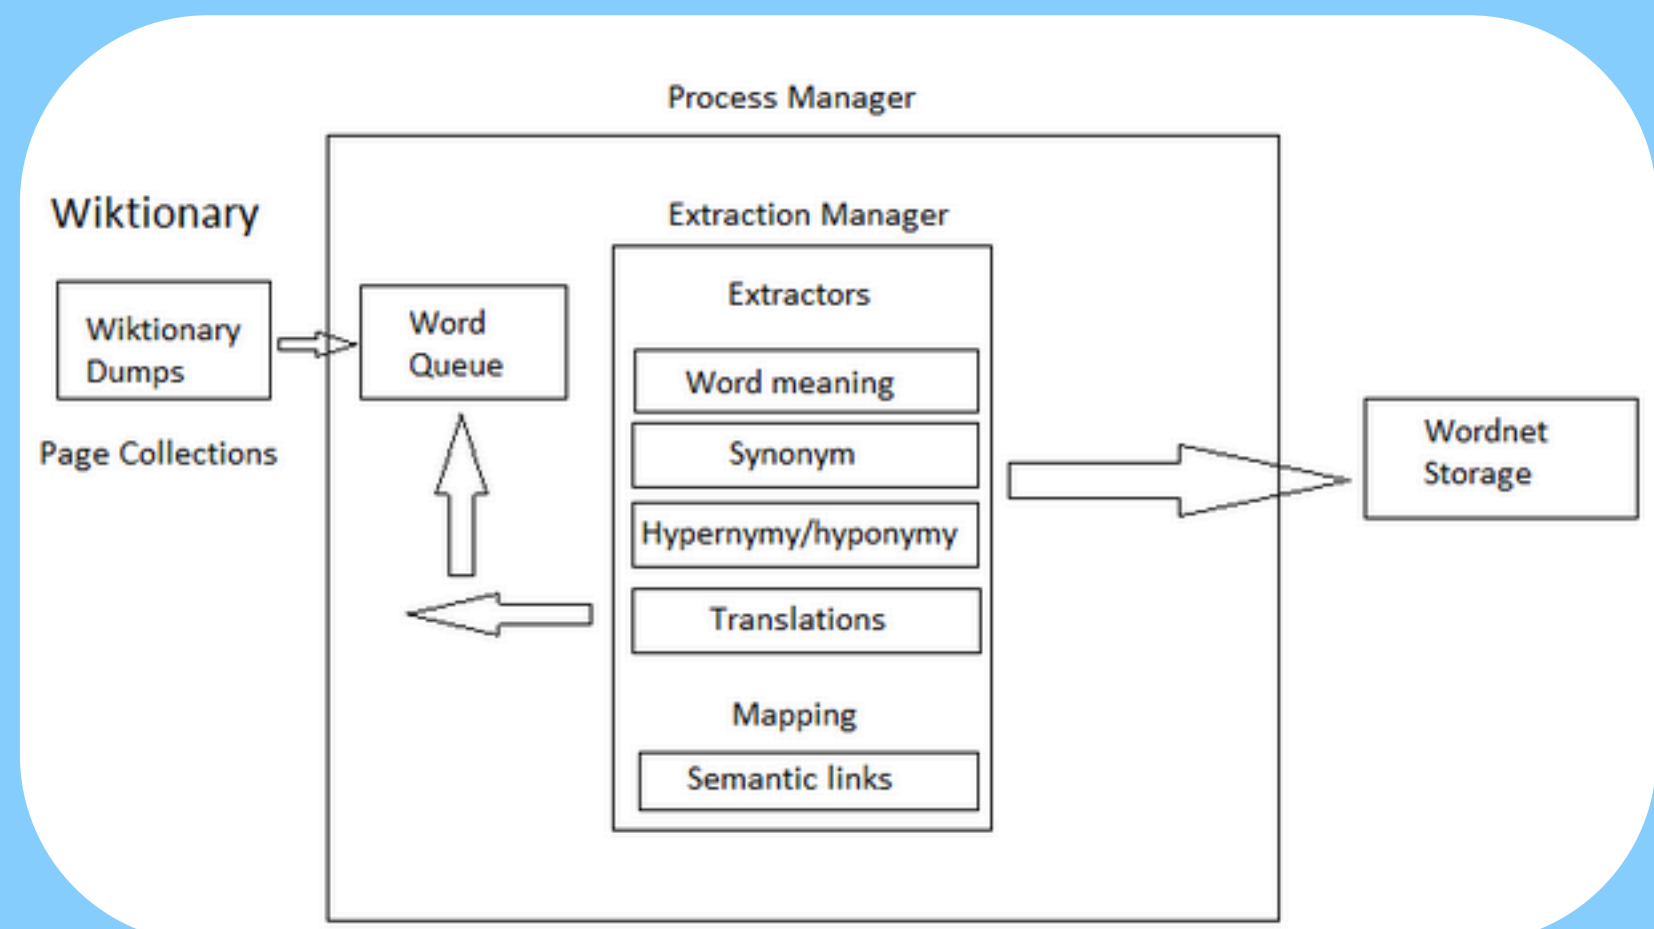 Process Manager
Wiktionary
Extraction Manager
Wiktionary
Dumps
Page Collections
Word
Queue
Extractors
Word meaning
Synonym
Hypernymy/hyponymy
Translations
Mapping
Semantic links
Wordnet
Storage